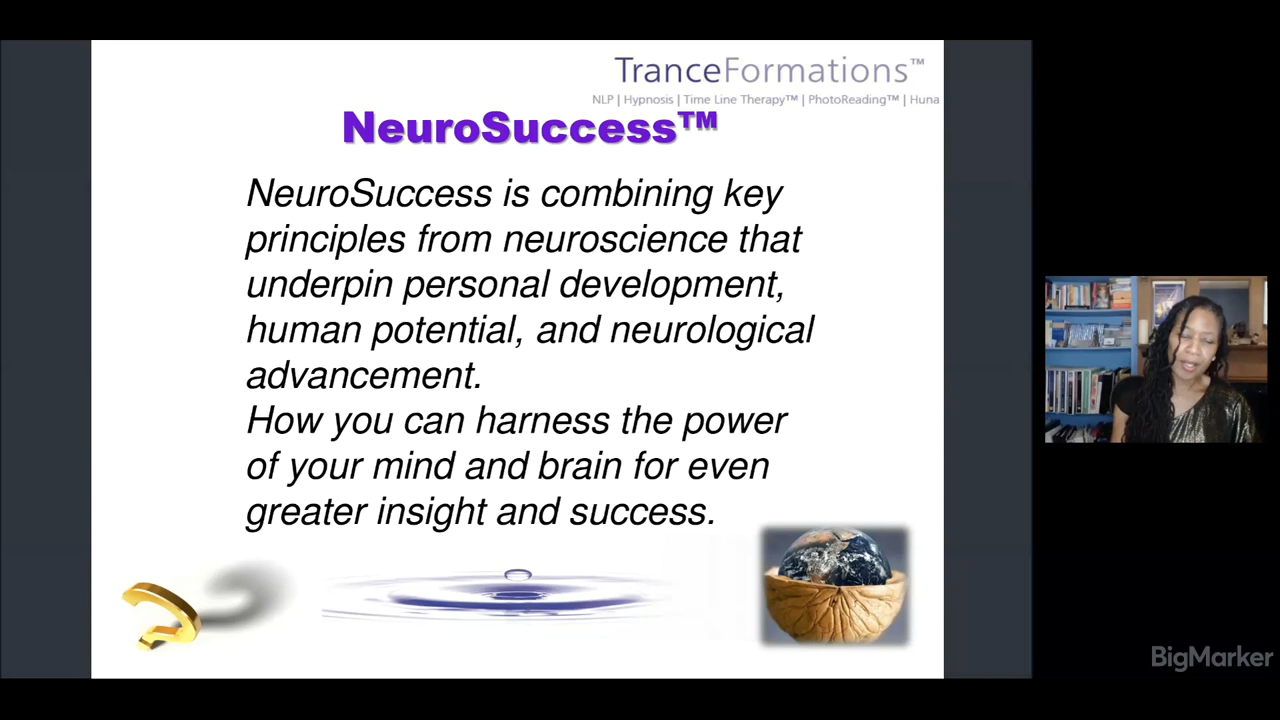 TranceFormations™
NLP | Hypnosis | Time Line Therapy™ | PhotoReading™ | Huna
NeuroSuccess™
NeuroSuccess is combining key
principles from neuroscience that
underpin personal development,
human potential, and neurological
advancement.
How you can harness the power
of your mind and brain for even
greater insight and success.
BigMarker